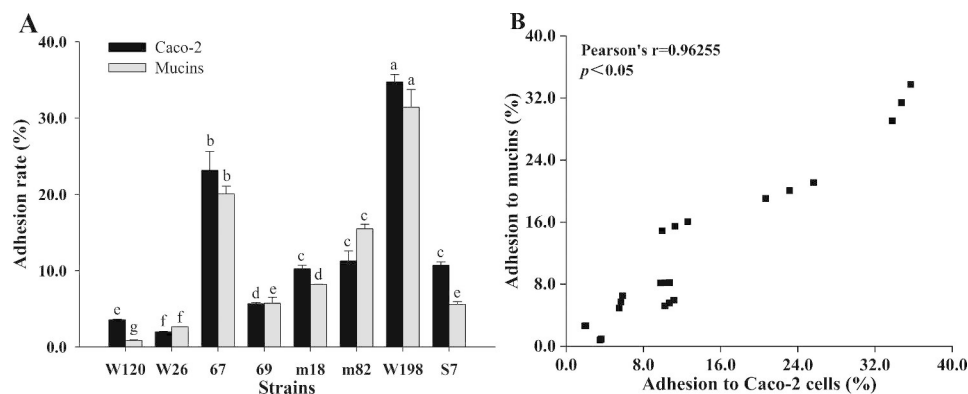 A
Caco-2
Mucins
40.0
30.0
20.0
10.0
0.0
Adhesion rate (%)
e
g
f
f
b
b
d
e
c
d
c
c
a
a
c
e
W120 W26 67 69 m18 m82 W198 S7
Strains
B
Pearson's r=0.96255
p＜0.05
40.0
32.0
24.0
16.0
8.0
0.0
Adhesion to mucins (%)
0.0 8.0 16.0 24.0 32.0 40.0
Adhesion to Caco-2 cells (%)